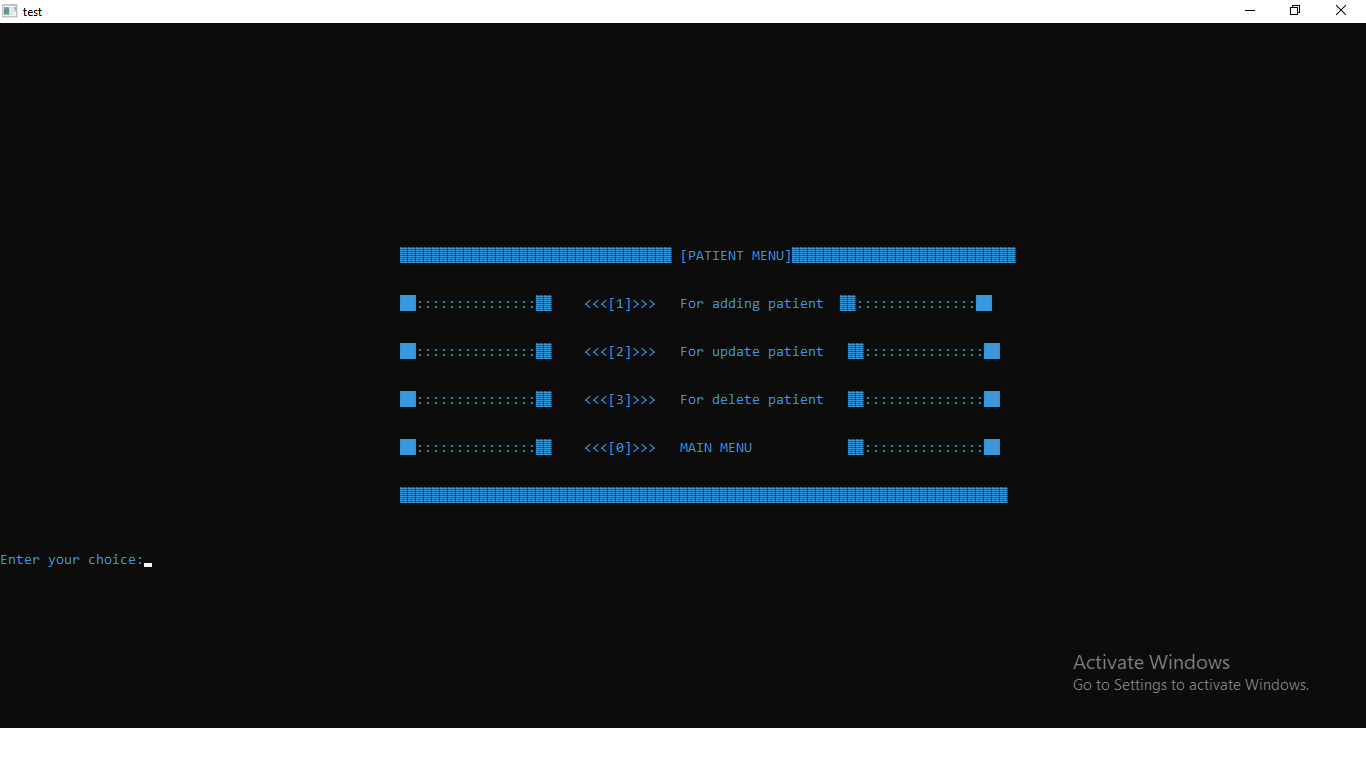 test
[PATIENT MENU]
:::::::::::::::  <<<[1]>>>  For adding patient  :::::::::::::::
:::::::::::::::  <<<[2]>>>  For update patient  :::::::::::::::
:::::::::::::::  <<<[3]>>>  For delete patient  :::::::::::::::
:::::::::::::::  <<<[0]>>>  MAIN MENU  :::::::::::::::
Enter your choice:
Activate Windows
Go to Settings to activate Windows.